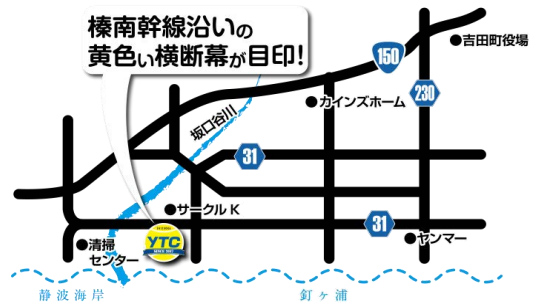 榛南幹線沿いの
黄色い横断幕が目印!
吉田町役場
150
カインズホーム
230
坂口谷川
31
サークルK
31
YTC
ヤンマー
清掃
センター
静波海岸
釘ヶ浦